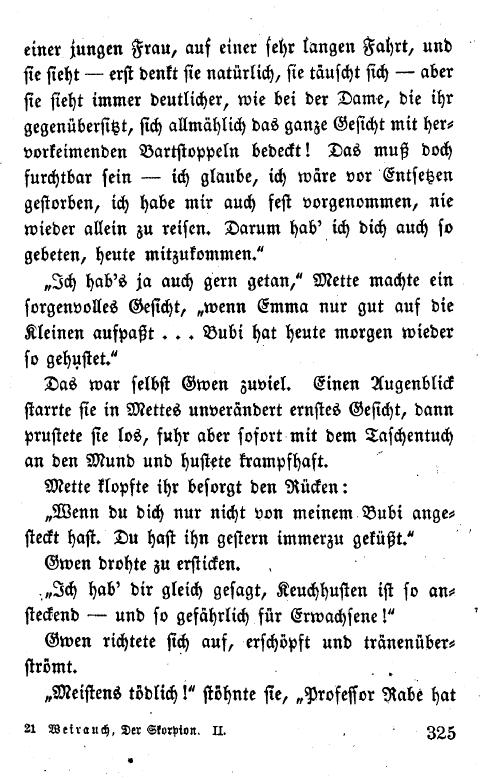 einer jungen Frau, auf einer sehr langen Fahrt, und
sie sieht — erst denkt sie natürlich, sie täuscht sich — aber
sie sieht immer deutlicher, wie bei der Dame, die ihr
gegenübersitzt, sich allmählich das ganze Gesicht mit her-
vorkeimenden Bartstoppeln bedeckt! Das muß doch
furchtbar sein — ich glaube, ich wäre vor Entsetzen
gestorben, ich habe mir auch fest vorgenommen, nie
wieder allein zu reisen. Darum hab' ich dich auch so
gebeten, heute mitzukommen.“
„Ich hab's ja auch gern getan,“ Mette machte ein
sorgenvolles Gesicht, „wenn Emma nur gut auf die
Kleinen aufpaßt . . . Bubi hat heute morgen wieder
so gehustet.“
Das war selbst Gwen zuviel. Einen Augenblick
starrte sie in Mettes unverändert ernstes Gesicht, dann
prustete sie los, fuhr aber sofort mit dem Taschentuch
an den Mund und hustete krampfhaft.
Mette klopfte ihr besorgt den Rücken:
„Wenn du dich nur nicht von meinem Bubi ange-
steckt hast. Du hast ihn gestern immerzu geküßt.“
Gwen drohte zu ersticken.
„Ich hab' dir gleich gesagt, Keuchhusten ist so an-
steckend — und so gefährlich für Erwachsene!“
Gwen richtete sich auf, erschöpft und tränenüber-
strömt.
„Meistens tödlich!“ stöhnte sie, „Professor Rabe hat
21 Weirauch, Der Skorpion. II.
325